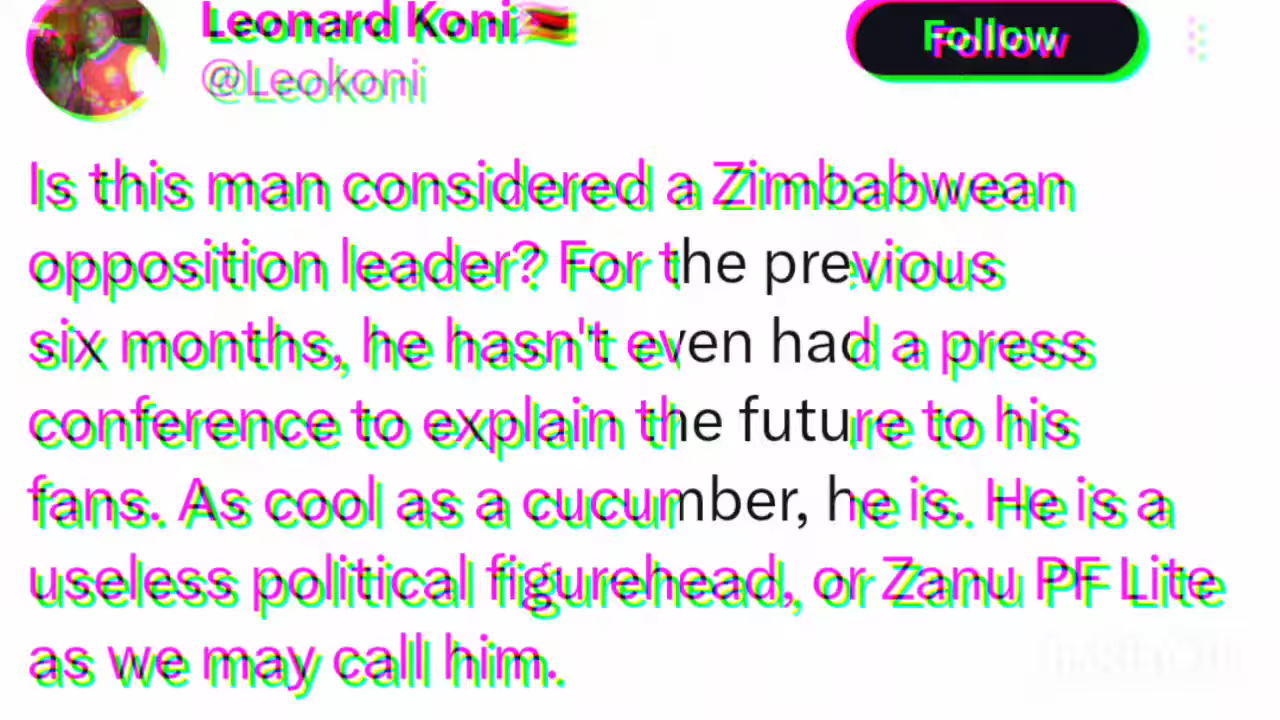 Leonard Koni🇿🇼
Follow
@Leokoni
Is this man considered a Zimbabwean
opposition leader? For the previous
six months, he hasn't even had a press
conference to explain the future to his
fans. As cool as a cucumber, he is. He is a
useless political figurehead, or Zanu PF Lite
as we may call him.